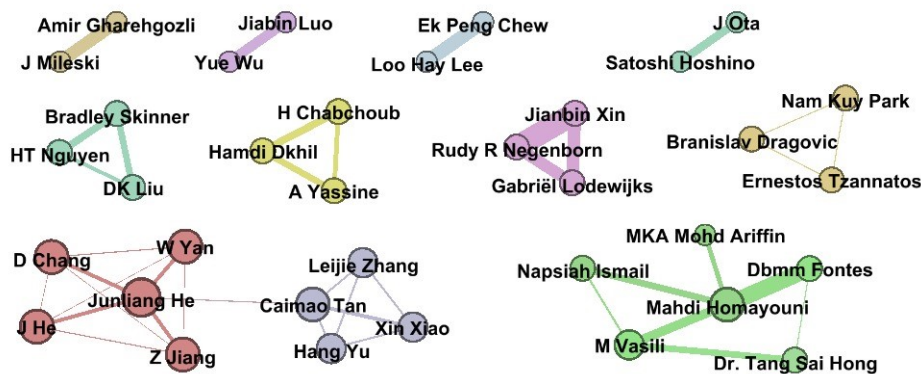 Amir Gharehgozli
J Mileski
Jiabin Luo
Yue Wu
Ek Peng Chew
Loo Hay Lee
J Ota
Satoshi Hoshino
Bradley Skinner
HT Nguyen
DK Liu
H Chabchoub
Hamdi Dkhil
A Yassine
Jianbin Xin
Rudy R Negenborn
Gabriël Lodewijks
Nam Kuy Park
Branislav Dragovic
Ernestos Tzannatos
W Yan
D Chang
Junliang He
J He
Z Jiang
Leijie Zhang
Caimao Tan
Xin Xiao
Hang Yu
MKA Mohd Ariffin
Napsiah Ismail
Dbmm Fontes
Mahdi Homayouni
M Vasili
Dr. Tang Sai Hong